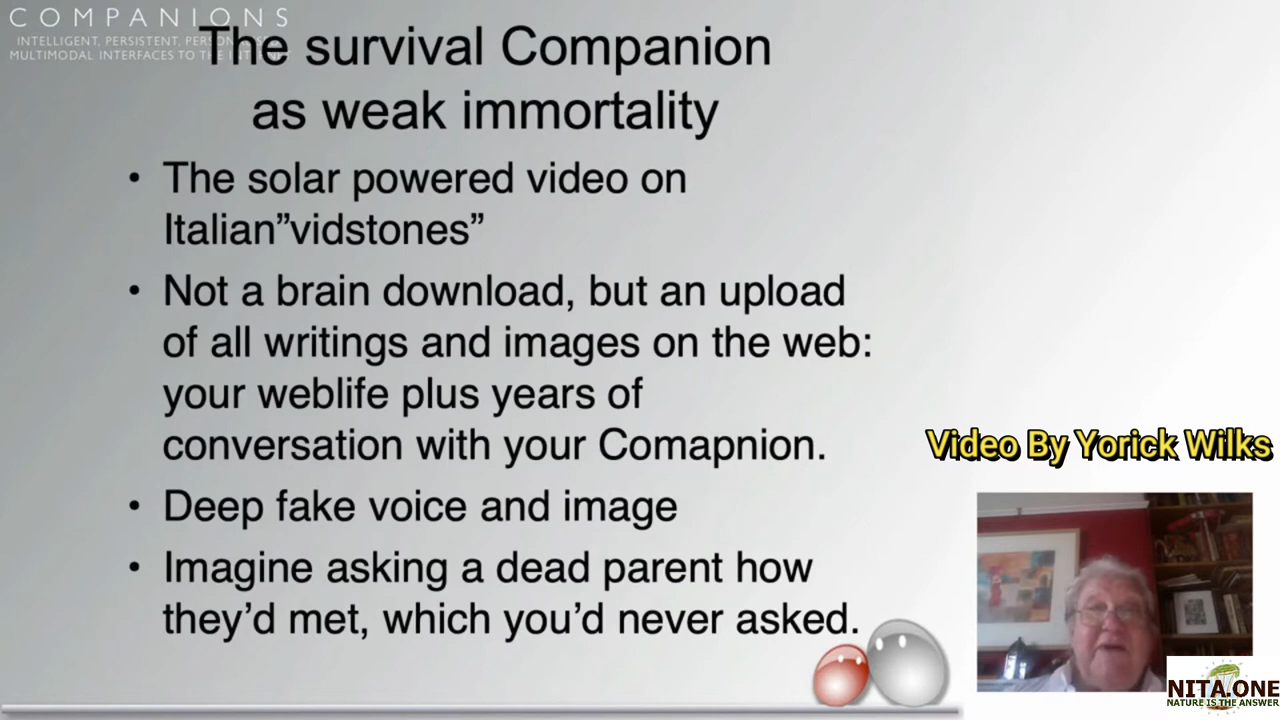 COMPANIONS
INTELLIGENT, PERSISTENT, PERSON
MULTIMODAL INTERFACES TO THE INTERNET
The survival Companion
as weak immortality
• The solar powered video on
Italian”vidstones”
• Not a brain download, but an upload
of all writings and images on the web:
your weblife plus years of
conversation with your Comapnion.
• Deep fake voice and image
• Imagine asking a dead parent how
they’d met, which you’d never asked.
Video By Yorick Wilks
NITA.ONE
NATURE IS THE ANSWER